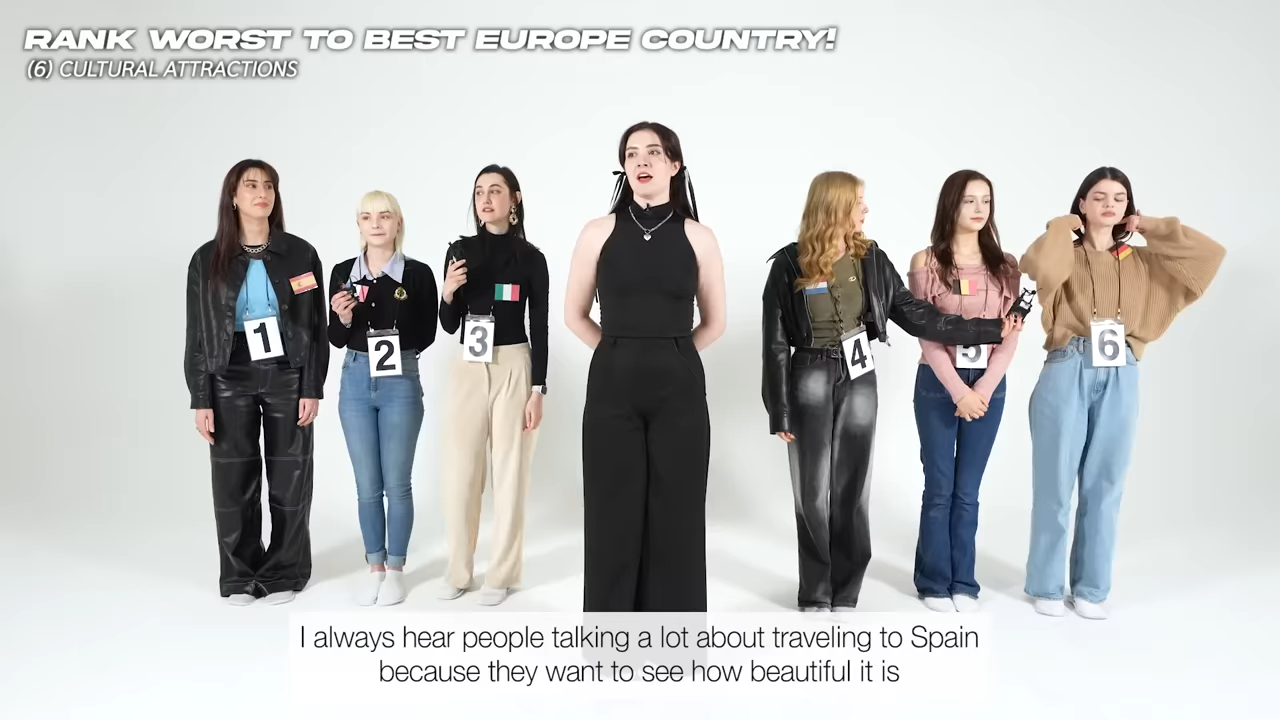 RANK WORST TO BEST EUROPE COUNTRY!
(6) CULTURAL ATTRACTIONS
1
2
3
4
5
6
I always hear people talking a lot about traveling to Spain
because they want to see how beautiful it is